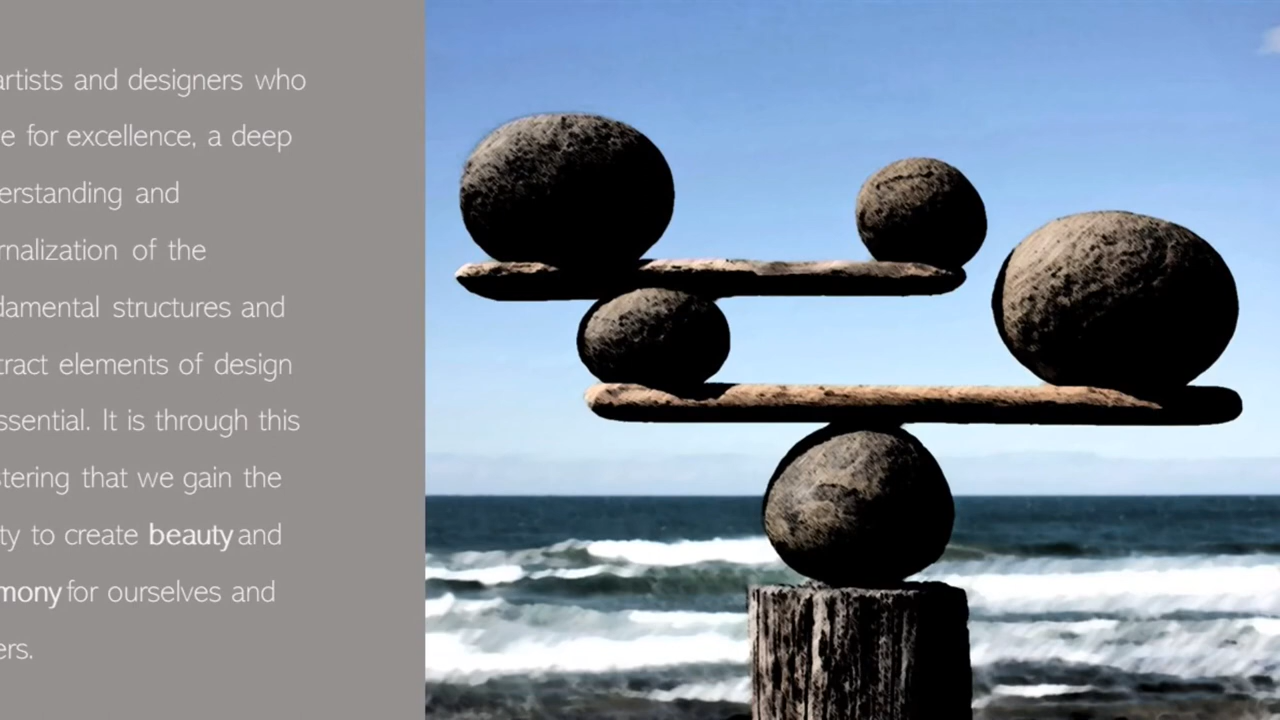 artists and designers who
e for excellence, a deep
erstanding and
rnalization of the
damental structures and
tract elements of design
ssential. It is through this
tering that we gain the
ty to create beauty and
mony for ourselves and
ers.